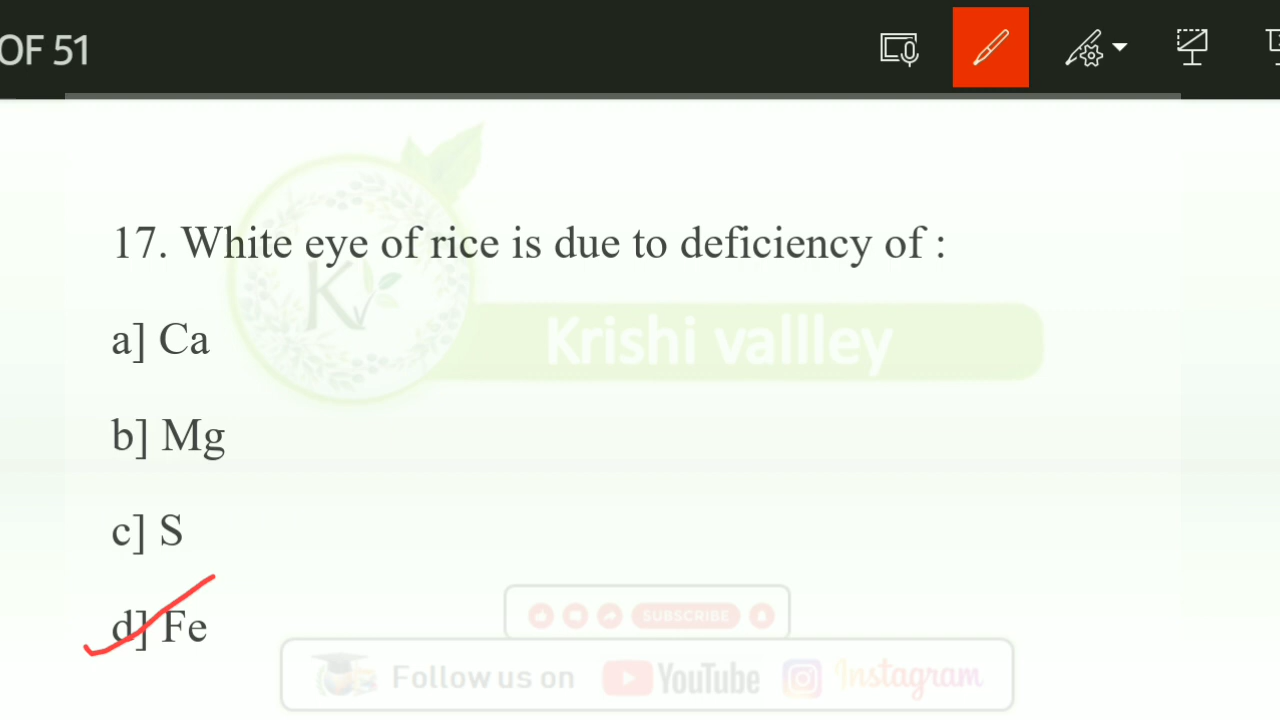 OF 51
17. White eye of rice is due to deficiency of :
Krishi vallley
a] Ca
b] Mg
c] S
d] Fe
SUBSCRIBE
Follow us on YouTube Instagram